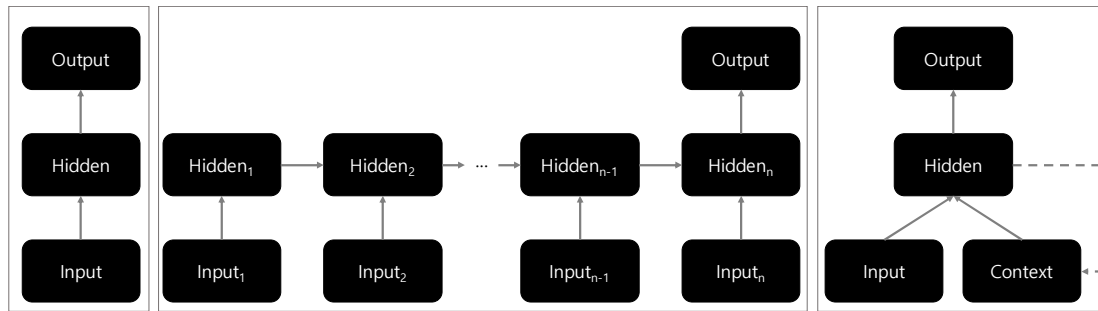 Output
Hidden
Input
Output
Hidden₁
Hidden₂
...
Hiddenₙ₋₁
Hiddenₙ
Input₁
Input₂
Inputₙ₋₁
Inputₙ
Output
Hidden
Input
Context